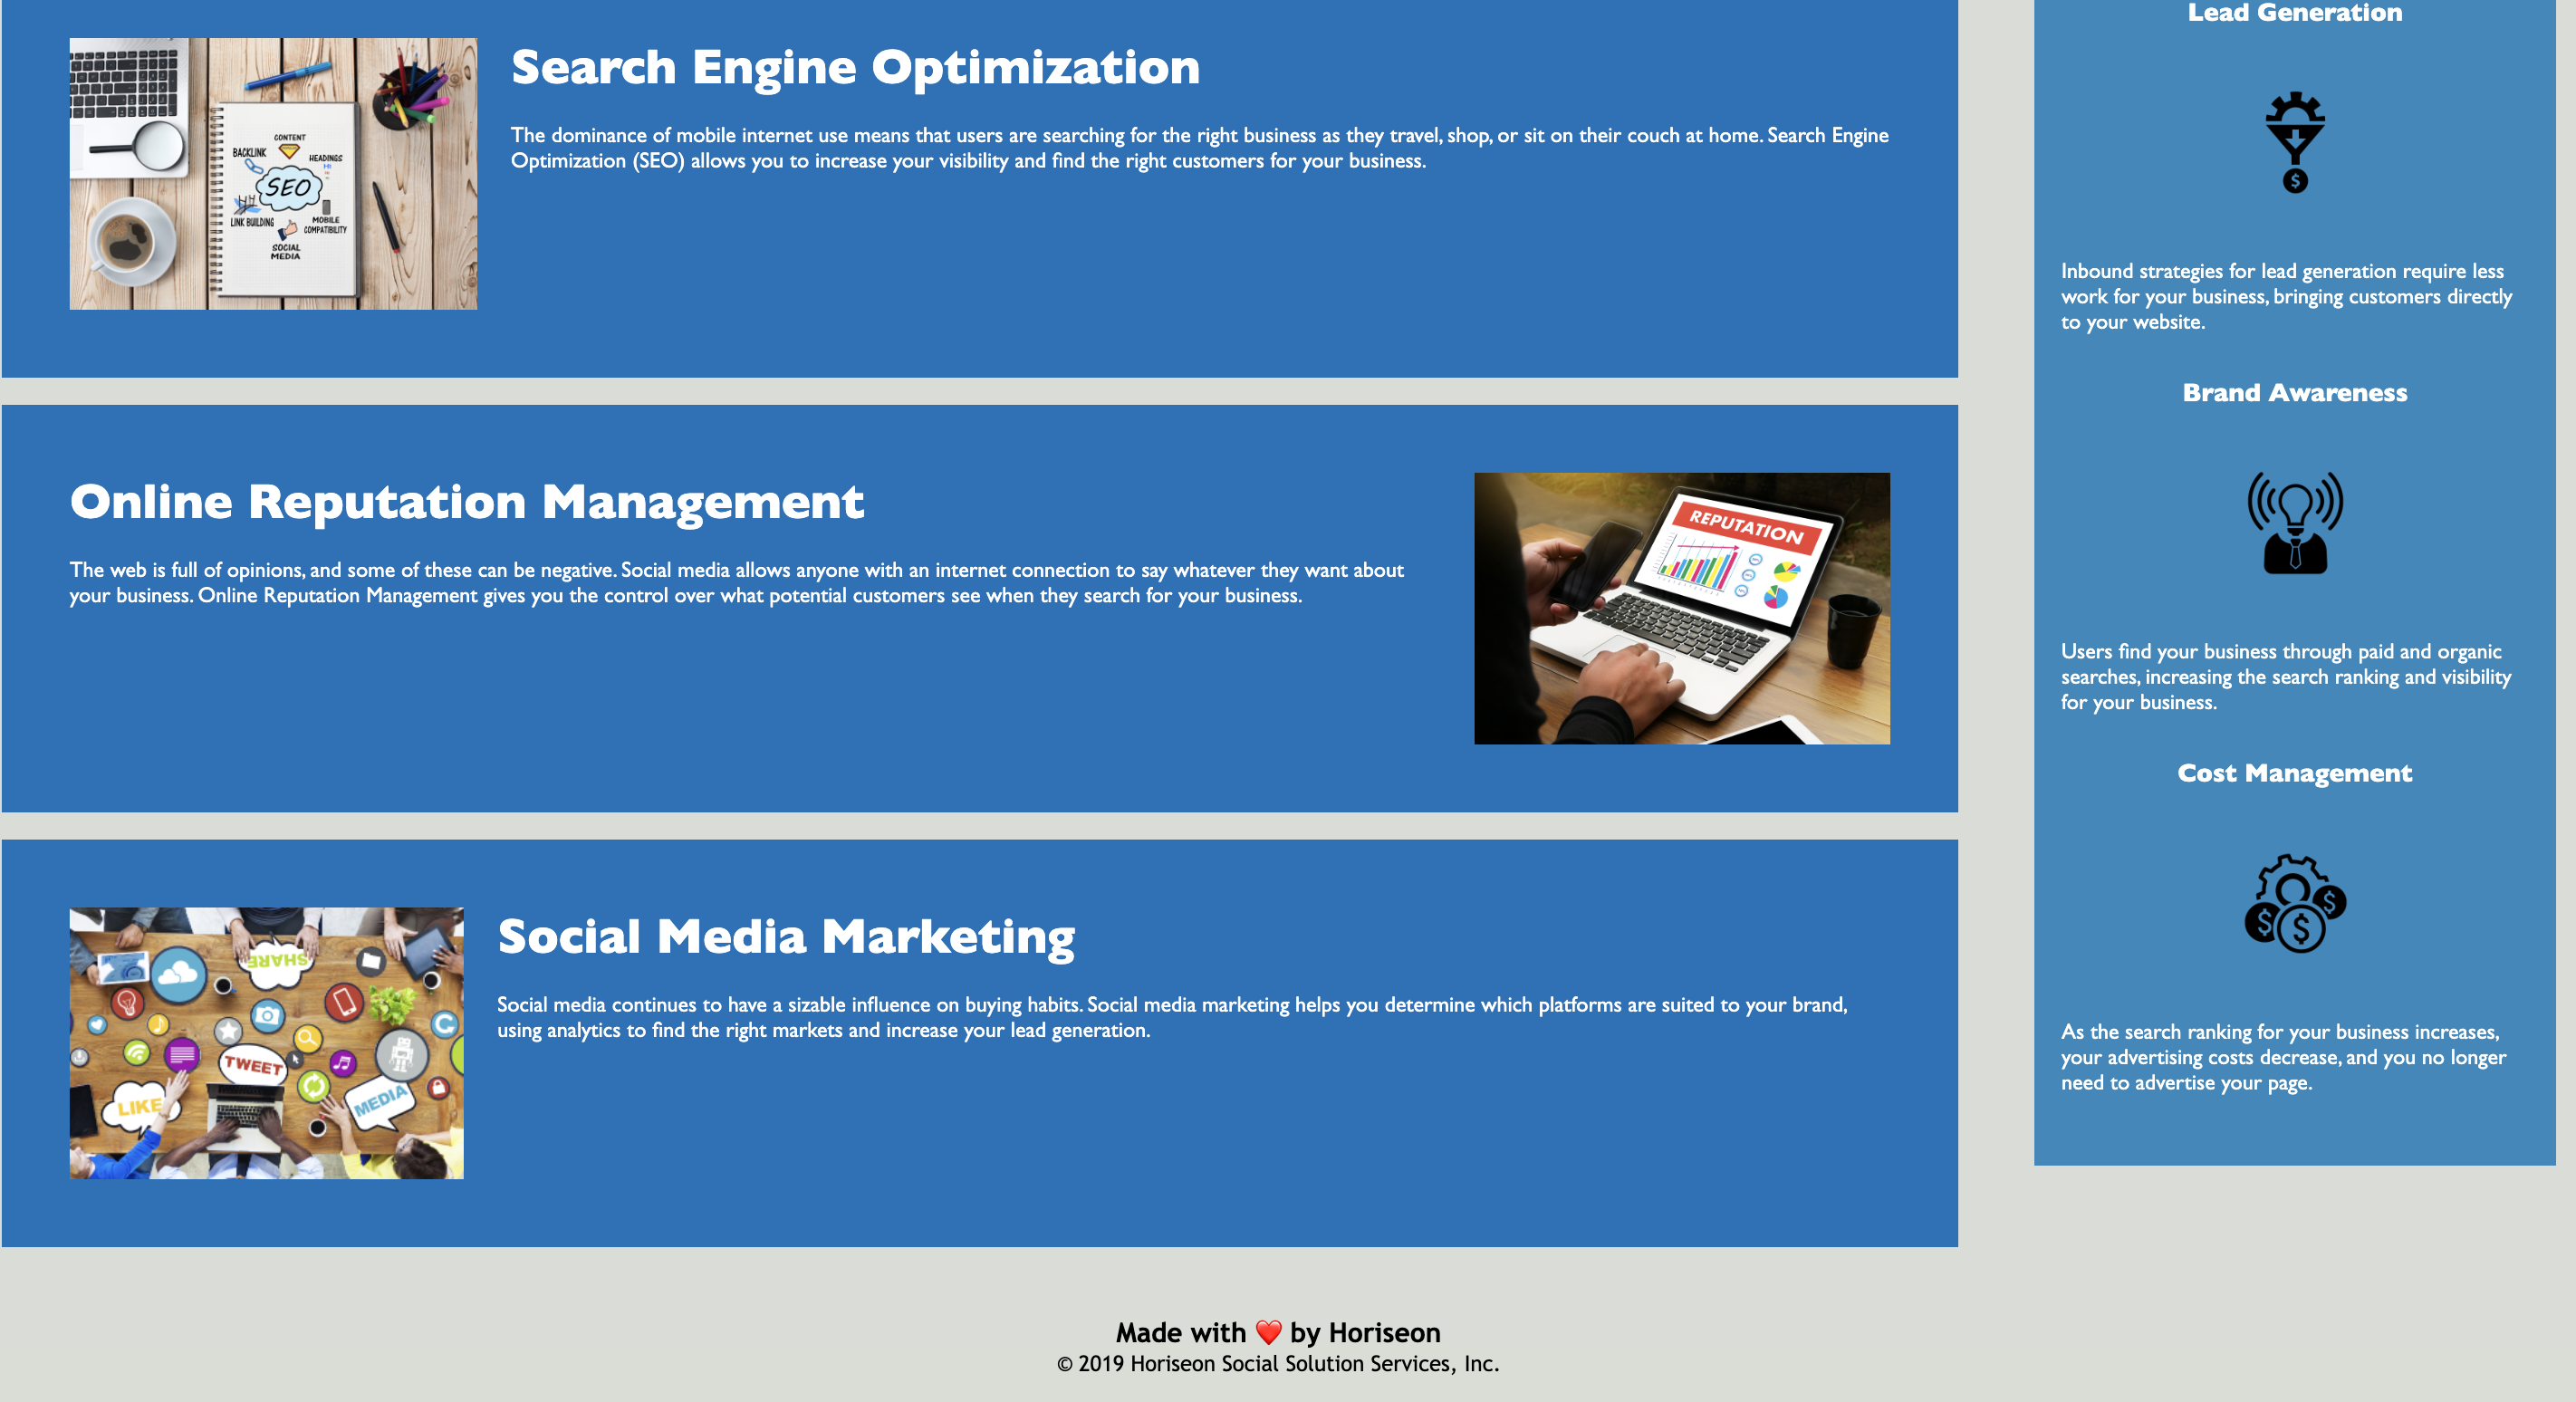 Search Engine Optimization
The dominance of mobile internet use means that users are searching for the right business as they travel, shop, or sit on their couch at home. Search Engine
Optimization (SEO) allows you to increase your visibility and find the right customers for your business.
CONTENT
BACKLINK
HEADINGS
SEO
LINK BUILDING
MOBILE
COMPATIBILITY
SOCIAL
MEDIA
Online Reputation Management
The web is full of opinions, and some of these can be negative. Social media allows anyone with an internet connection to say whatever they want about
your business. Online Reputation Management gives you the control over what potential customers see when they search for your business.
REPUTATION
Social Media Marketing
Social media continues to have a sizable influence on buying habits. Social media marketing helps you determine which platforms are suited to your brand,
using analytics to find the right markets and increase your lead generation.
SHARE
TWEET
LIKE
MEDIA
Lead Generation
$
Inbound strategies for lead generation require less
work for your business, bringing customers directly
to your website.
Brand Awareness
Users find your business through paid and organic
searches, increasing the search ranking and visibility
for your business.
Cost Management
$ $ $
As the search ranking for your business increases,
your advertising costs decrease, and you no longer
need to advertise your page.
Made with ❤️ by Horiseon
© 2019 Horiseon Social Solution Services, Inc.